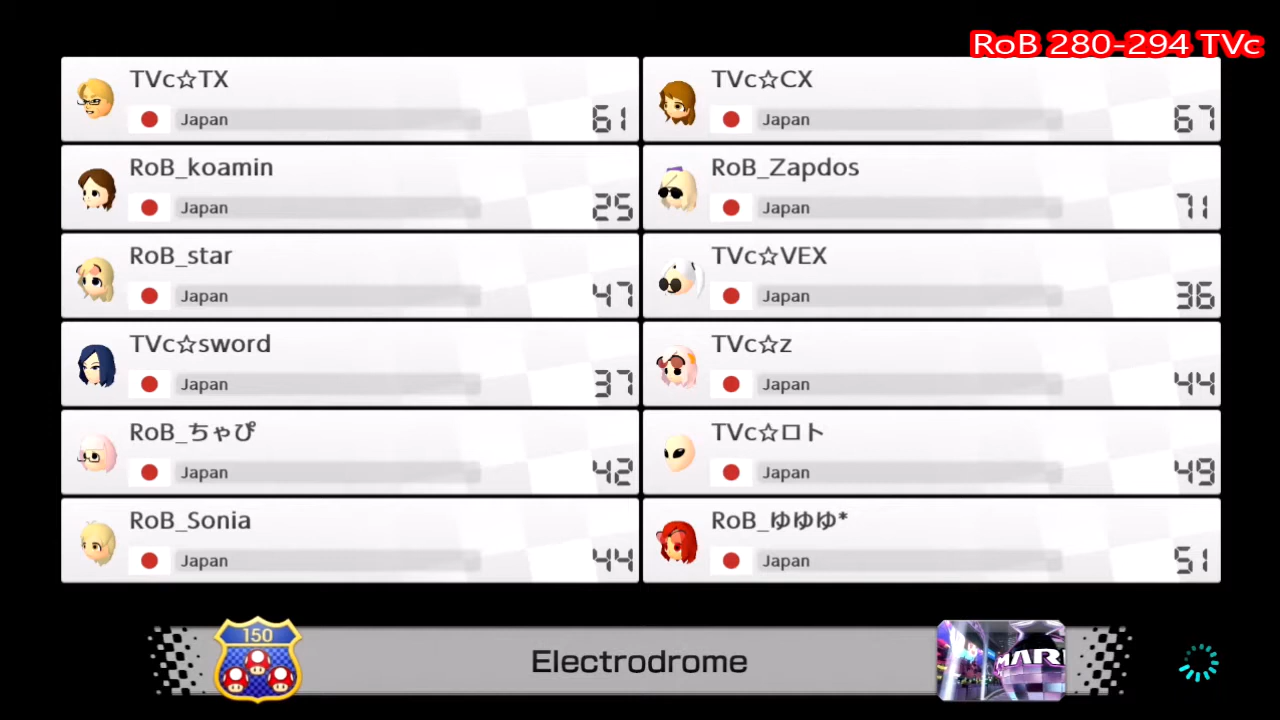 RoB 280-294 TVc
TVc☆TX
Japan
61
TVc☆CX
Japan
67
RoB_koamin
Japan
25
RoB_Zapdos
Japan
71
RoB_star
Japan
47
TVc☆VEX
Japan
36
TVc☆sword
Japan
37
TVc☆z
Japan
44
RoB_ちゃぴ
Japan
42
TVc☆ロト
Japan
49
RoB_Sonia
Japan
44
RoB_ゆゆゆ*
Japan
51
150
Electrodrome
MARI